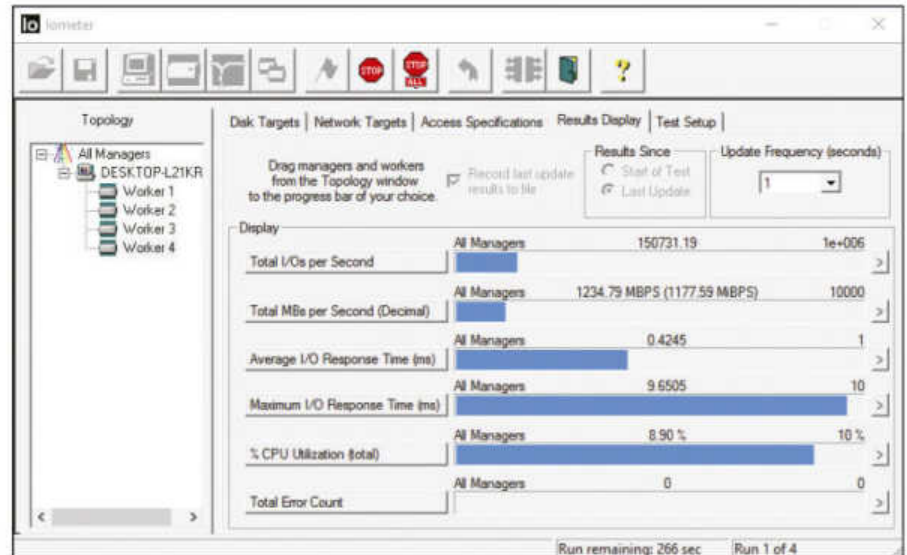 Io Iometer
STOP STOP ALL ?
Topology
All Managers
DESKTOP-L21KR
Worker 1
Worker 2
Worker 3
Worker 4
Disk Targets Network Targets Access Specifications Results Display Test Setup
Drag managers and workers
from the Topology window
to the progress bar of your choice.
Record last update
results to file
Results Since
Start of Test
Last Update
Update Frequency (seconds)
1
Display
All Managers 150731.19 1e+006
Total I/Os per Second >
All Managers 1234.79 MBPS (1177.59 MiBPS) 10000
Total MBs per Second (Decimal) >
All Managers 0.4245 1
Average I/O Response Time (ms) >
All Managers 9.6505 10
Maximum I/O Response Time (ms) >
All Managers 8.90 % 10 %
% CPU Utilization (total) >
All Managers 0 0
Total Error Count >
< >
Run remaining: 266 sec Run 1 of 4